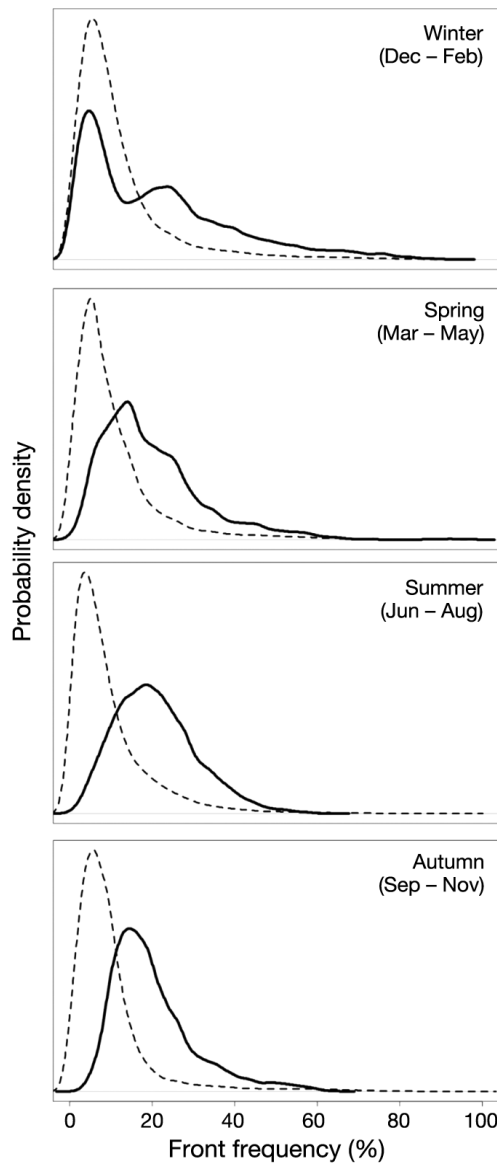 Winter
(Dec – Feb)
Spring
(Mar – May)
Summer
(Jun – Aug)
Autumn
(Sep – Nov)
Probability density
0 20 40 60 80 100
Front frequency (%)